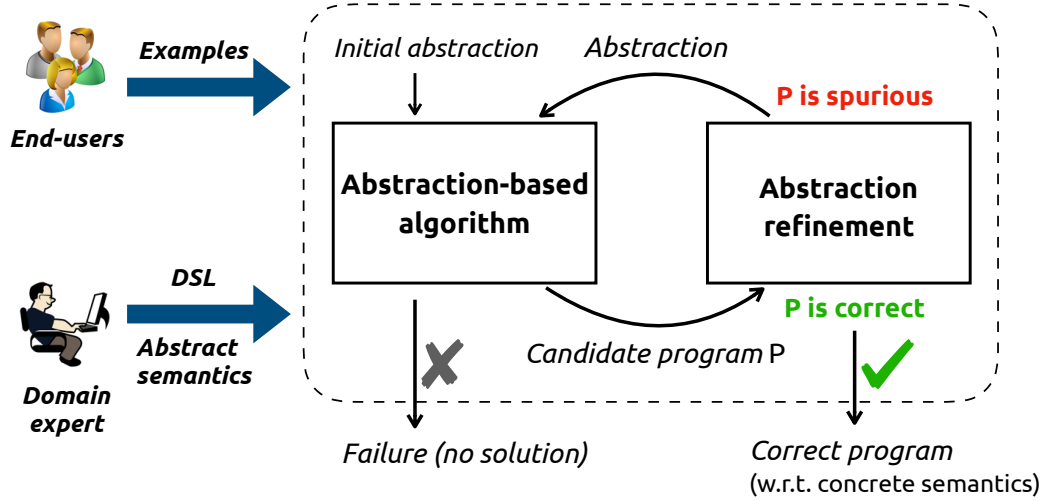 Examples
End-users
Initial abstraction
Abstraction
P is spurious
Abstraction-based
algorithm
Abstraction
refinement
DSL
Abstract
semantics
Domain
expert
P is correct
Candidate program P
Failure (no solution)
Correct program
(w.r.t. concrete semantics)